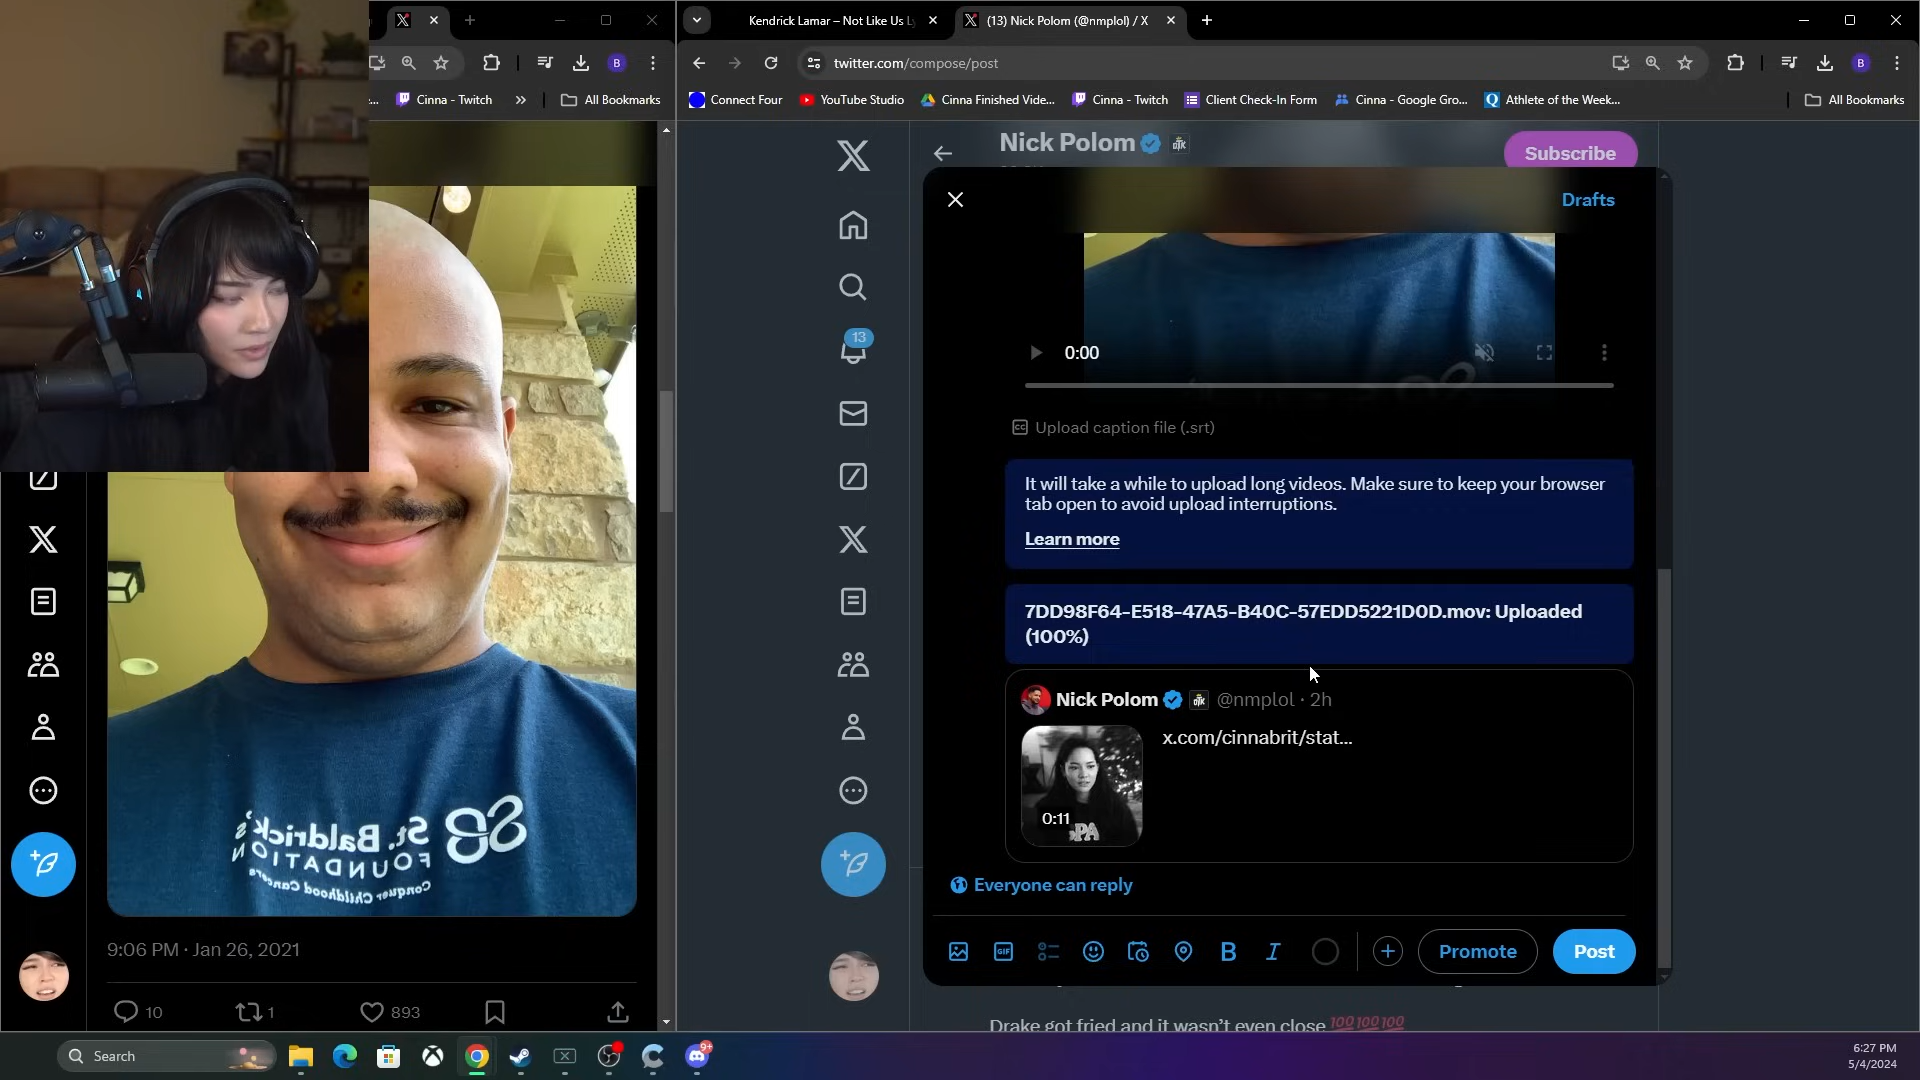 Kendrick Lamar – Not Like Us L
(13) Nick Polom (@nmplol) / X
B
twitter.com/compose/post
B
Cinna - Twitch
All Bookmarks
Connect Four
YouTube Studio
Cinna Finished Vide...
Cinna - Twitch
Client Check-In Form
Cinna - Google Gro...
Athlete of the Week...
All Bookmarks
Nick Polom
Subscribe
Drafts
13
0:00
Upload caption file (.srt)
It will take a while to upload long videos. Make sure to keep your browser
tab open to avoid upload interruptions.
Learn more
7DD98F64-E518-47A5-B40C-57EDD5221D0D.mov: Uploaded
(100%)
Nick Polom @nmplol · 2h
x.com/cinnabrit/stat...
0:11
St. Baldrick's
FOUNDATION
Conquer Childhood Cancers
Everyone can reply
GIF
B
I
Promote
Post
9:06 PM · Jan 26, 2021
10
1
893
Drake got fried and it wasn't even close 💯💯💯
Search
9+
6:27 PM
5/4/2024